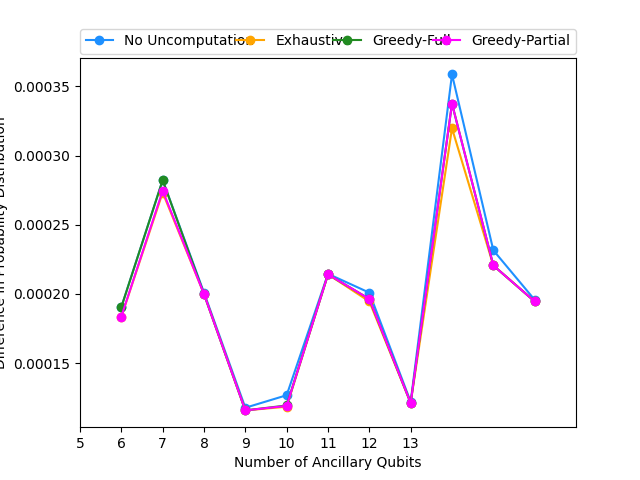 No Uncomputation Exhaustive Greedy-Full Greedy-Partial
0.00035
0.00030
0.00025
0.00020
0.00015
Difference in Probability Distribution
5 6 7 8 9 10 11 12 13
Number of Ancillary Qubits